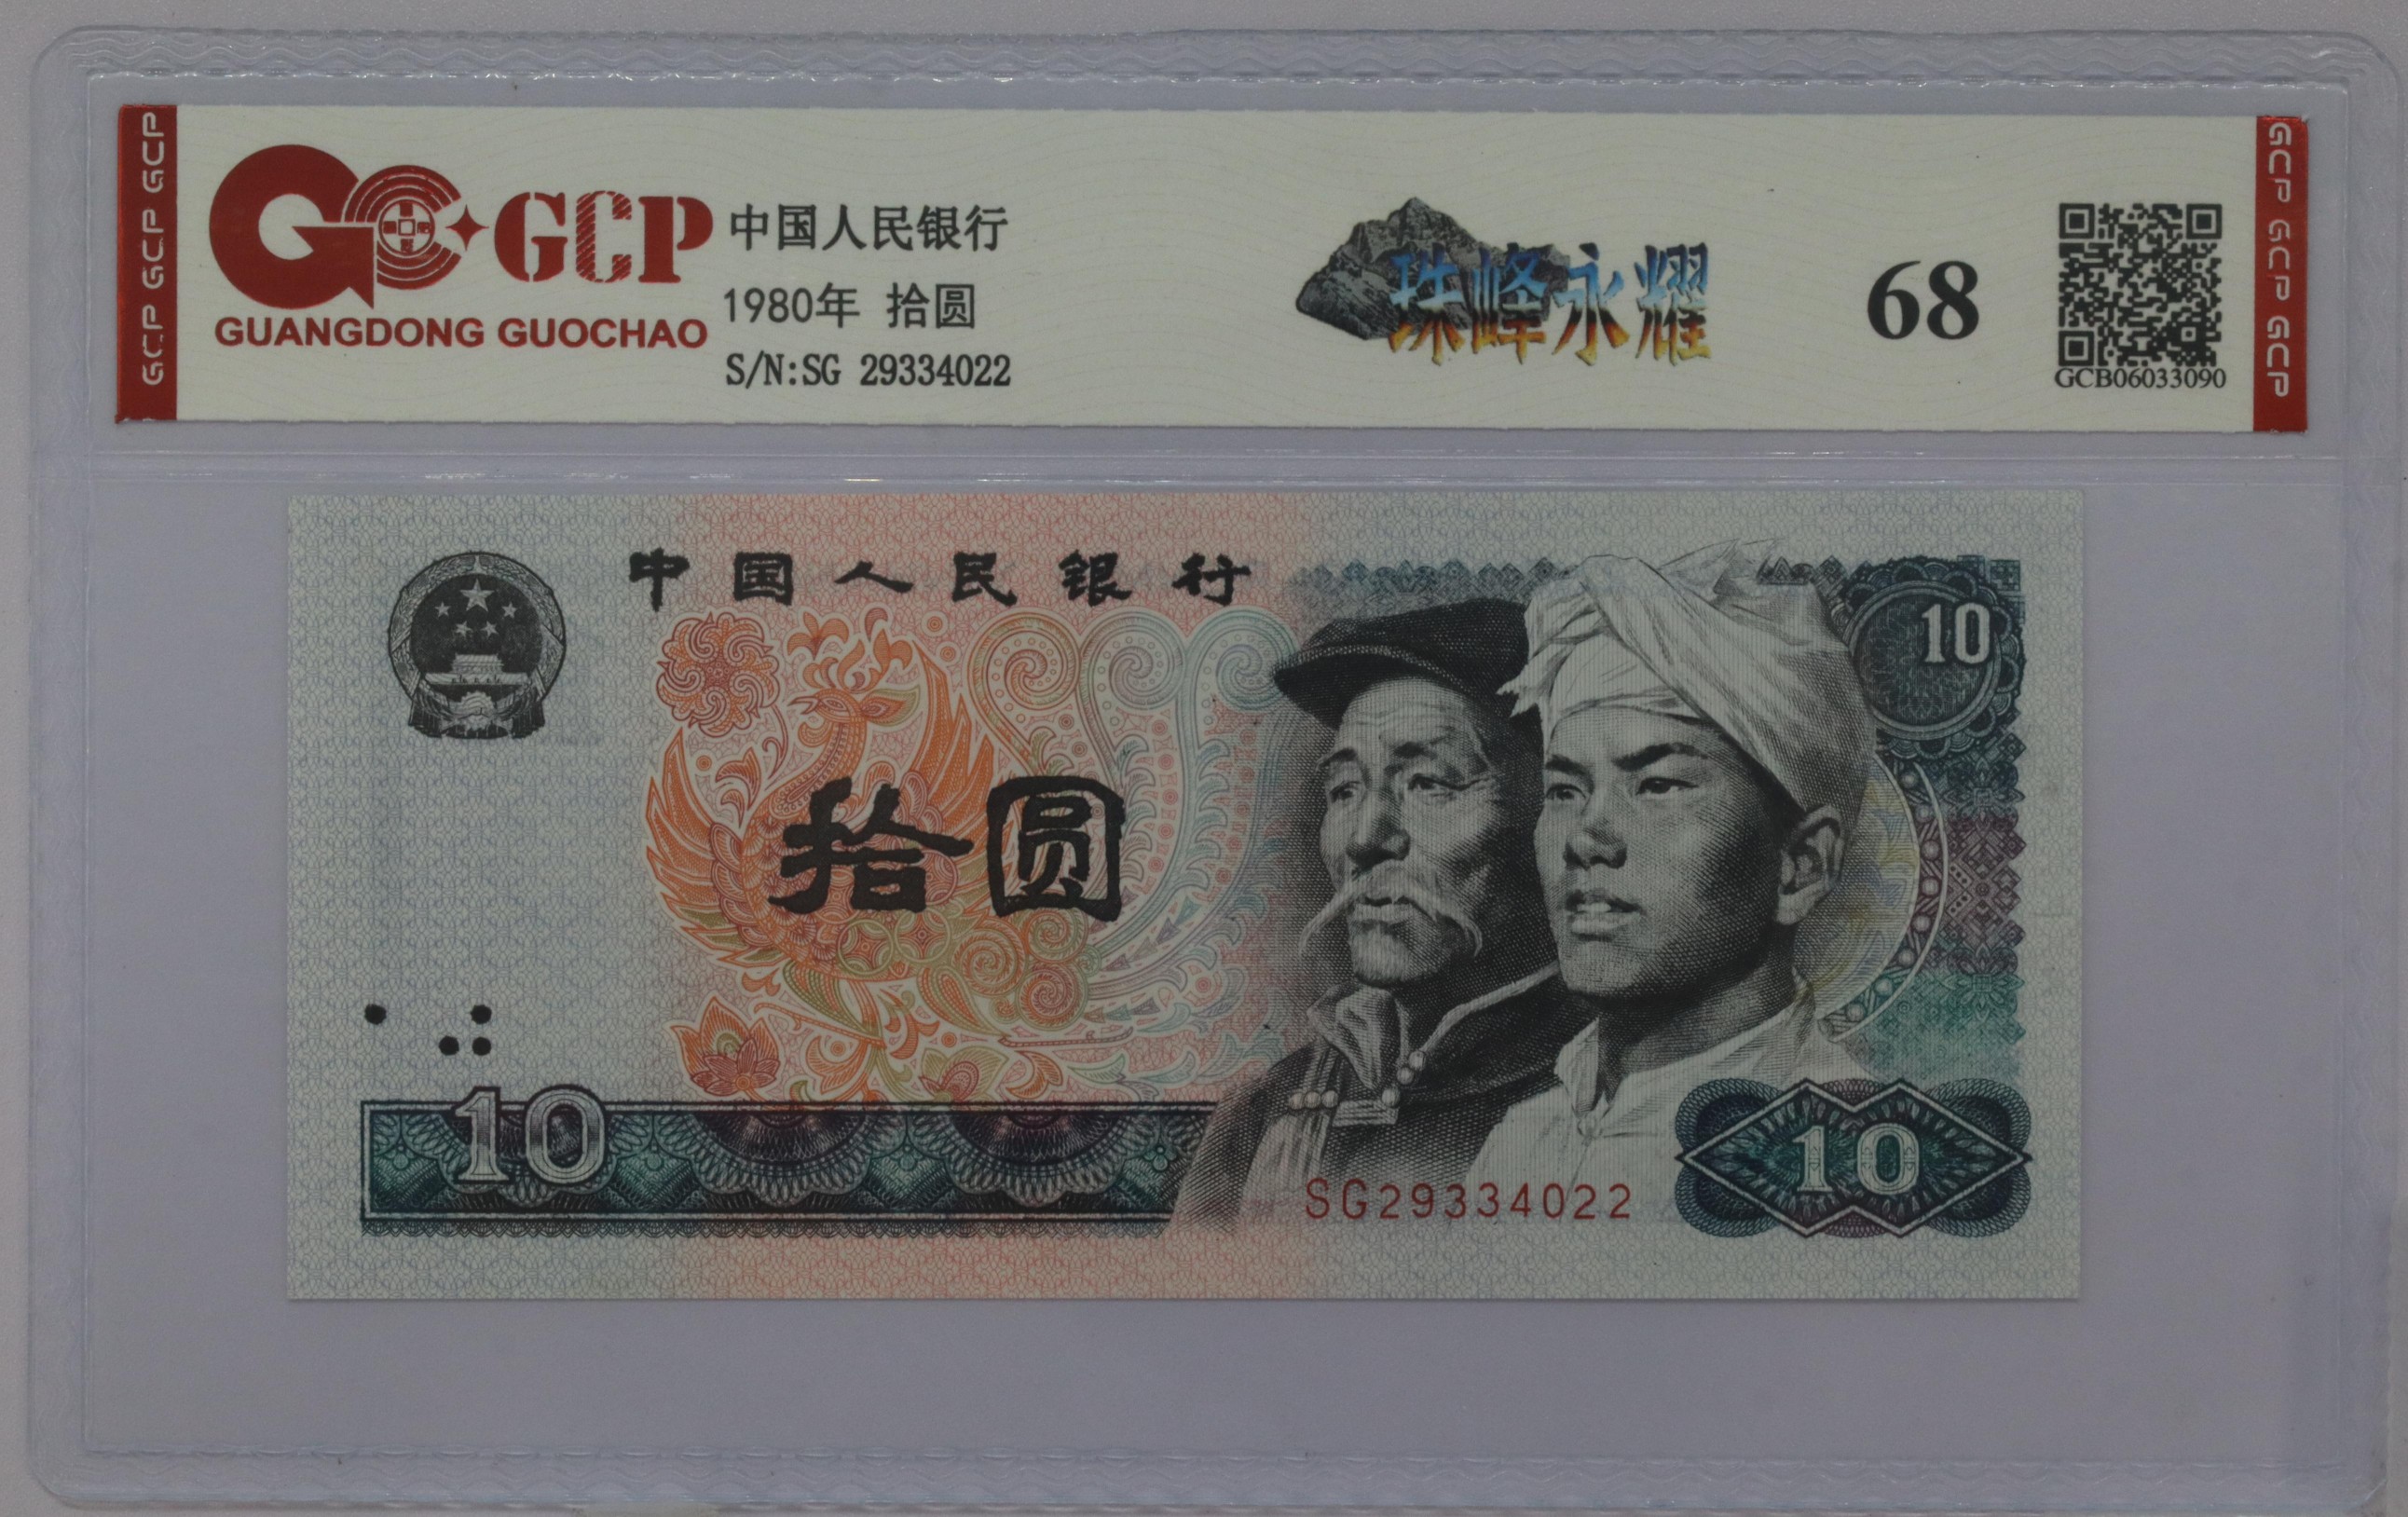 GCP GCP GCP
GCP
GUANGDONG GUOCHAO
中国人民银行
1980年 拾圆
S/N:SG 29334022
珠峰永耀
68
GCB06033090
GCP GCP GCP
中国人民银行
10
拾圆
10
SG29334022
10